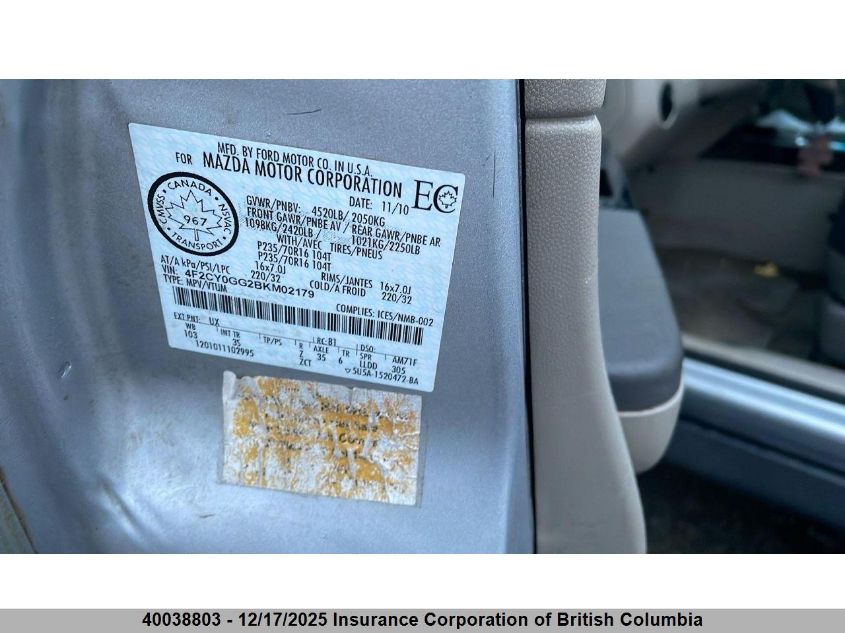 MFD. BY FORD MOTOR CO. IN U.S.A.
FOR MAZDA MOTOR CORPORATION
EC
CANADA
CMVSS 967 NSVAC
TRANSPORT
DATE: 11/10
GVWR/PNBV: 4520LB/ 2050KG
FRONT GAWR/PNBE AV / REAR GAWR/PNBE AR
1098KG/2420LB / 1021KG/2250LB
WITH/AVEC TIRES/PNEUS
P235/70R16 104T
P235/70R16 104T
16x7.0J RIMS/JANTES 16x7.0J
AT/A kPa/PSI/LPC 220/32 COLD/A FROID 220/32
VIN: 4F2CY0GG2BKM02179
TYPE: MPV/VTUM
COMPLIES: ICES/NMB-002
EXT PNT: UX RC: 81 DSO:
WB INT TR TP/PS R AXLE TR SPR AM71F
103 35 Z 35 6 LLDD 305
1201011102995 ZCT 5U5A-1520472-BA
40038803 - 12/17/2025 Insurance Corporation of British Columbia